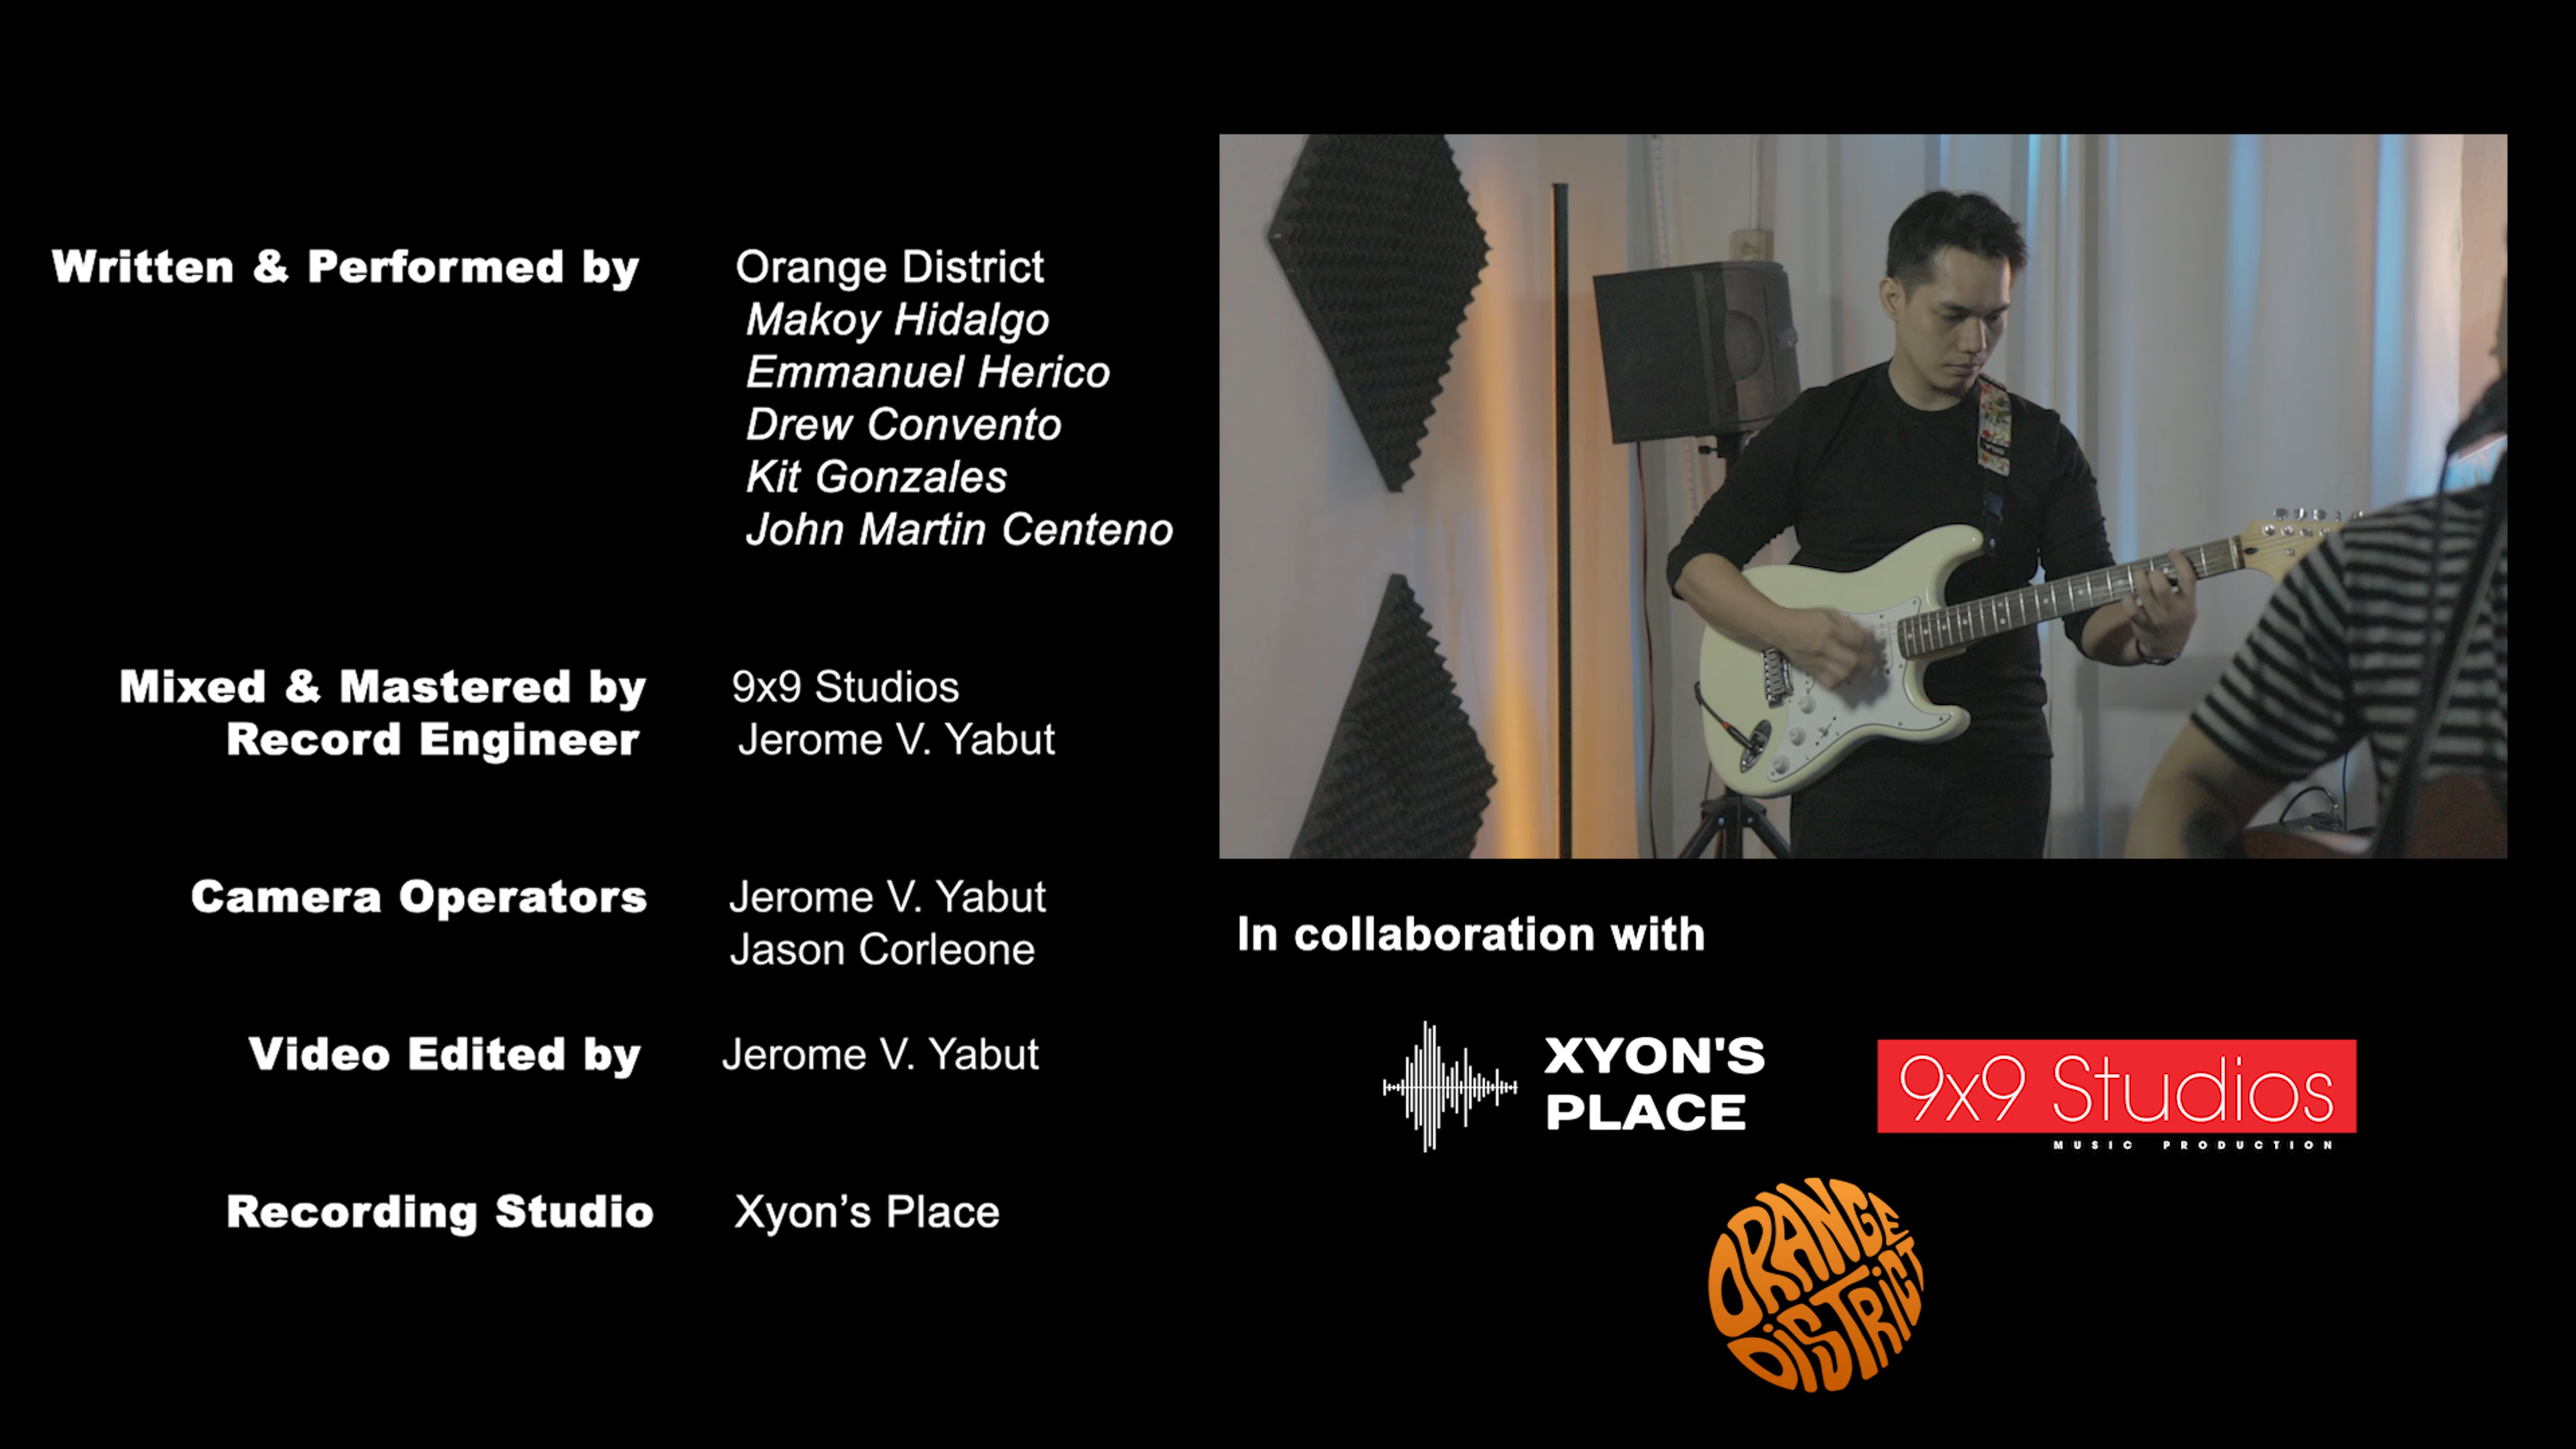 Written & Performed by Orange District
Makoy Hidalgo
Emmanuel Herico
Drew Convento
Kit Gonzales
John Martin Centeno
Mixed & Mastered by 9x9 Studios
Record Engineer Jerome V. Yabut
Camera Operators Jerome V. Yabut
Jason Corleone
Video Edited by Jerome V. Yabut
Recording Studio Xyon’s Place
In collaboration with
XYON'S
PLACE
9x9 Studios
MUSIC PRODUCTION
ORANGE
DISTRICT